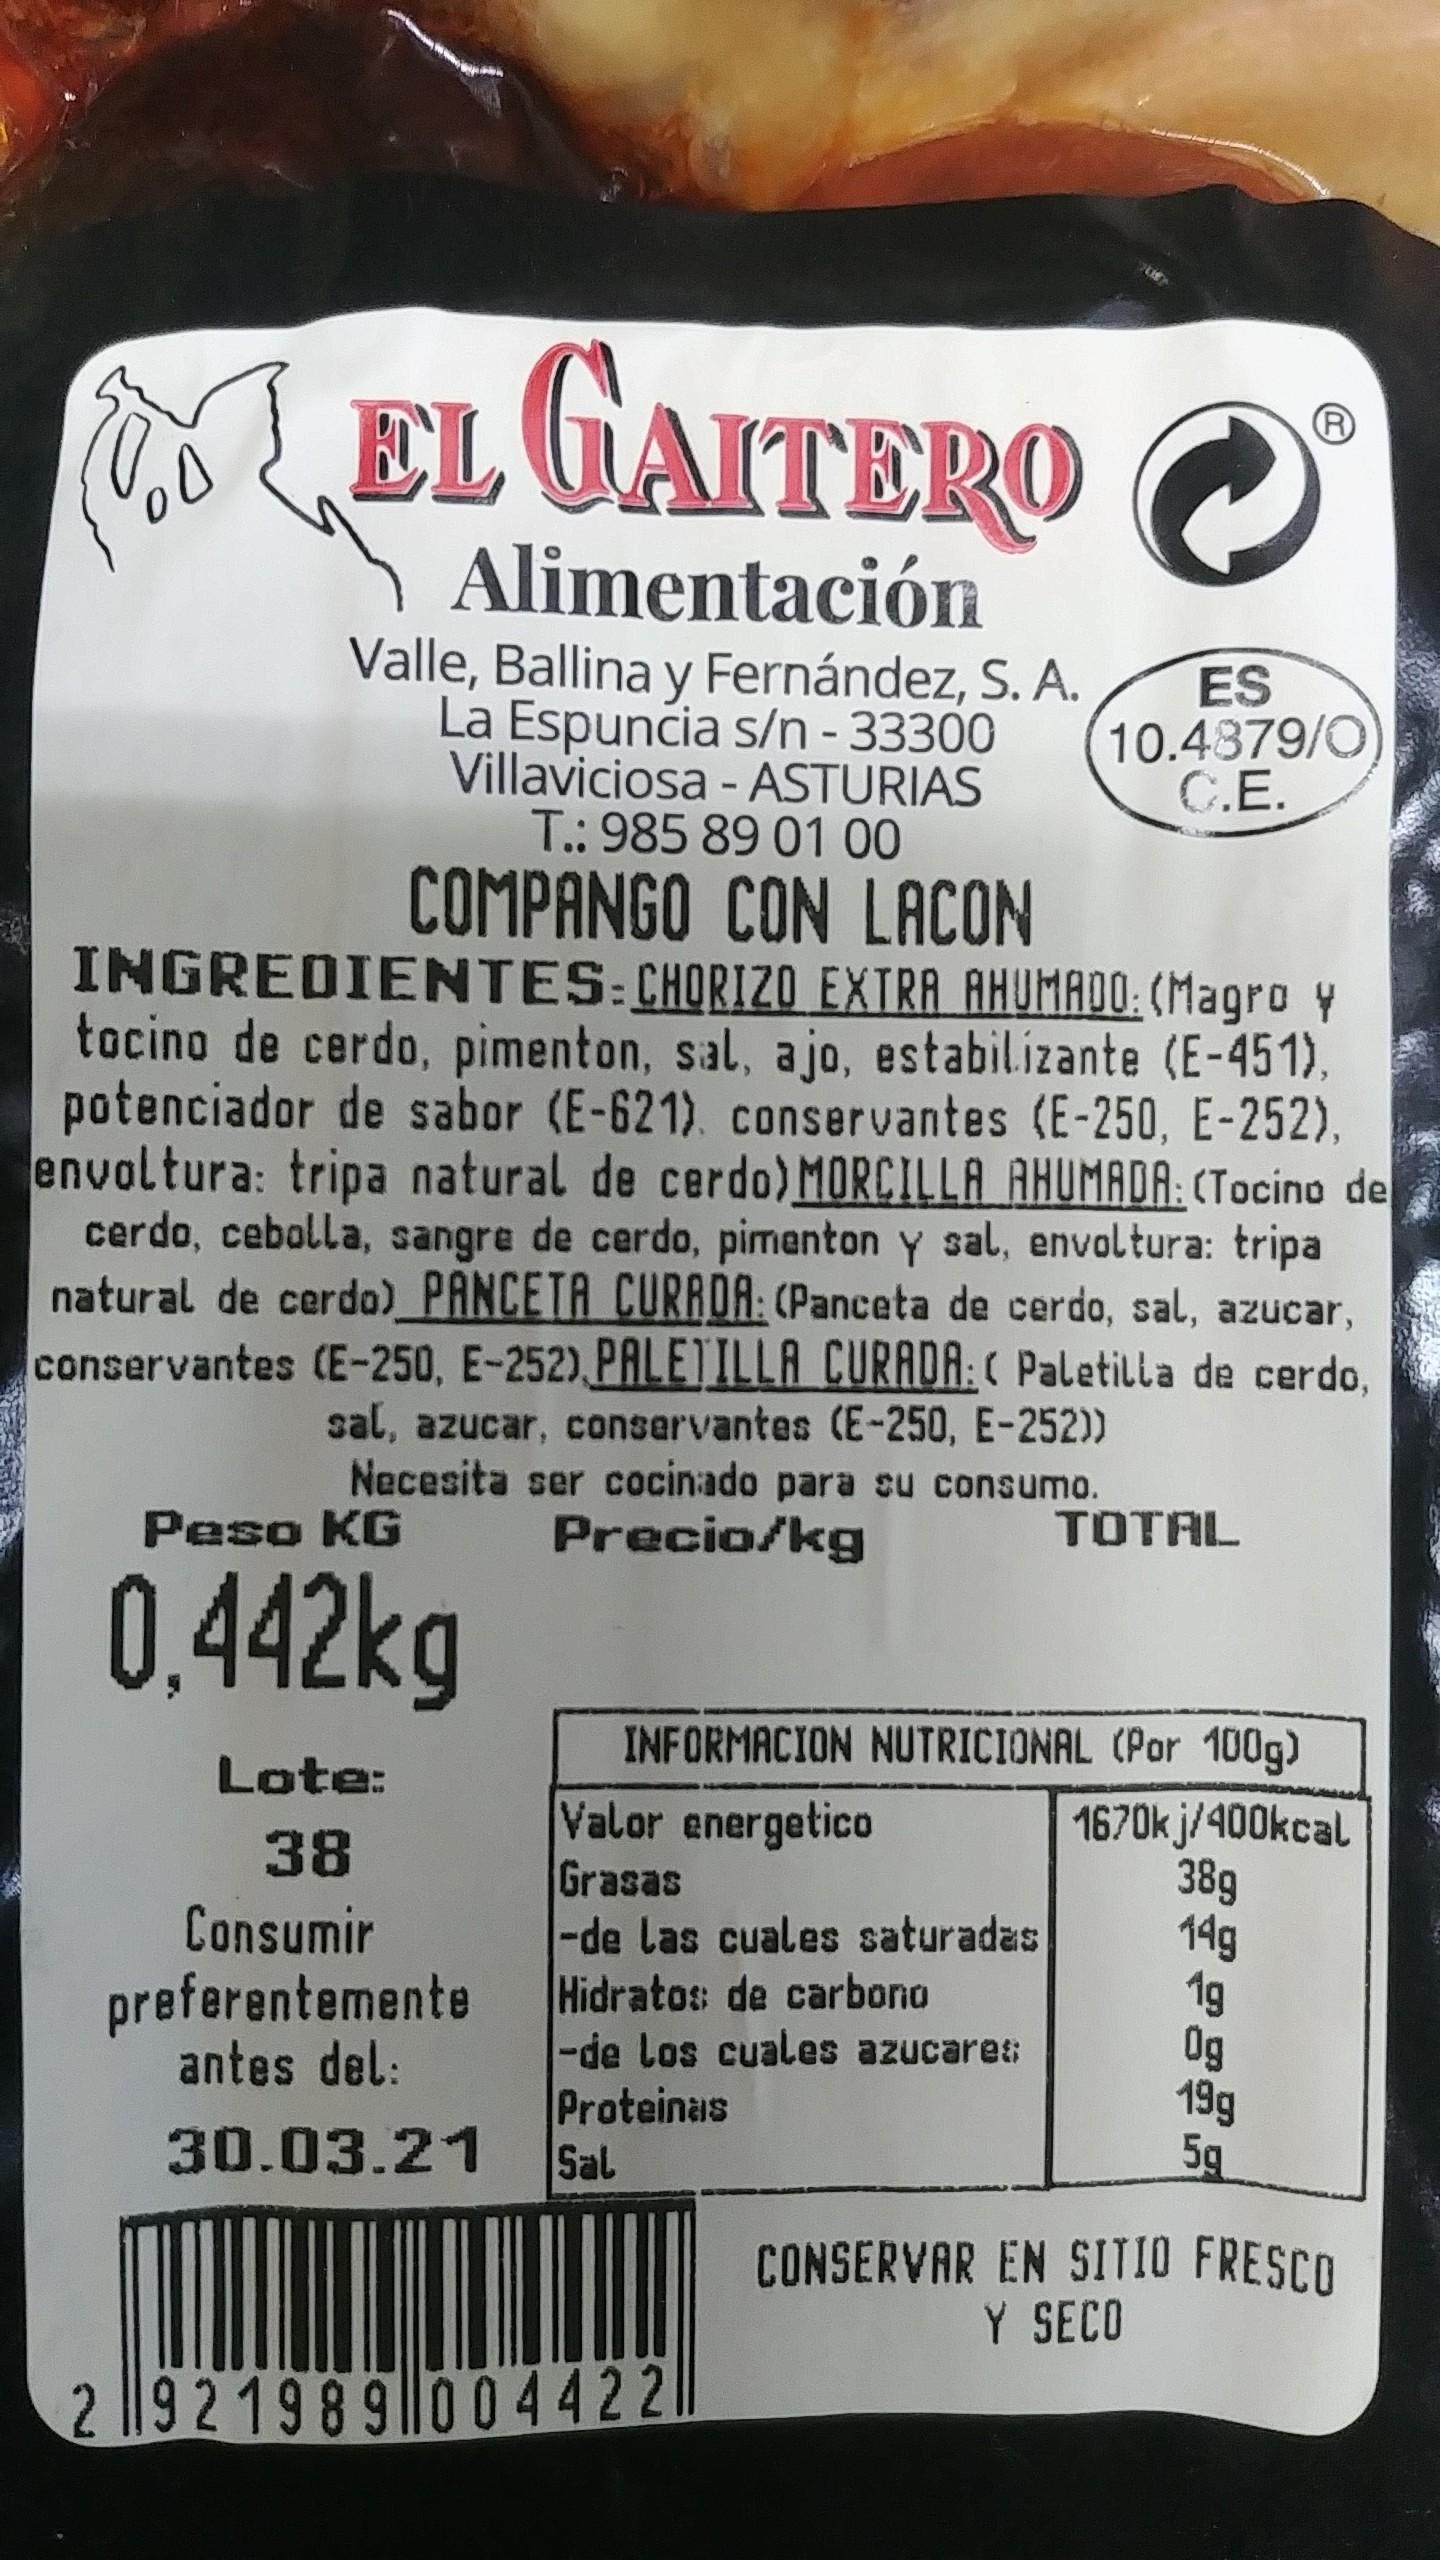 EL GAITERO
®
Alimentación
Valle, Ballina y Fernández, S. A.
La Espuncia s/n - 33300
Villaviciosa - ASTURIAS
T.: 985 89 01 00
ES
10.4879/O
C.E.
COMPANGO CON LACON
INGREDIENTES: CHORIZO EXTRA AHUMADO: (Magro y
tocino de cerdo, pimenton, sal, ajo, estabilizante (E-451),
potenciador de sabor (E-621). conservantes (E-250, E-252),
envoltura: tripa natural de cerdo) MORCILLA AHUMADA: (Tocino de
cerdo, cebolla, sangre de cerdo, pimenton y sal, envoltura: tripa
natural de cerdo) PANCETA CURADA: (Panceta de cerdo, sal, azucar,
conservantes (E-250, E-252), PALETILLA CURADA: ( Paletilla de cerdo,
sal, azucar, conservantes (E-250, E-252))
Necesita ser cocinado para su consumo.
Peso KG Precio/kg TOTAL
0,442kg
Lote:
38
Consumir
preferentemente
antes del:
30.03.21
INFORMACION NUTRICIONAL (Por 100g)
Valor energetico 1670kj/400kcal
Grasas 38g
-de las cuales saturadas 14g
Hidratos de carbono 1g
-de los cuales azucares 0g
Proteinas 19g
Sal 5g
CONSERVAR EN SITIO FRESCO
Y SECO
2 921989 004422